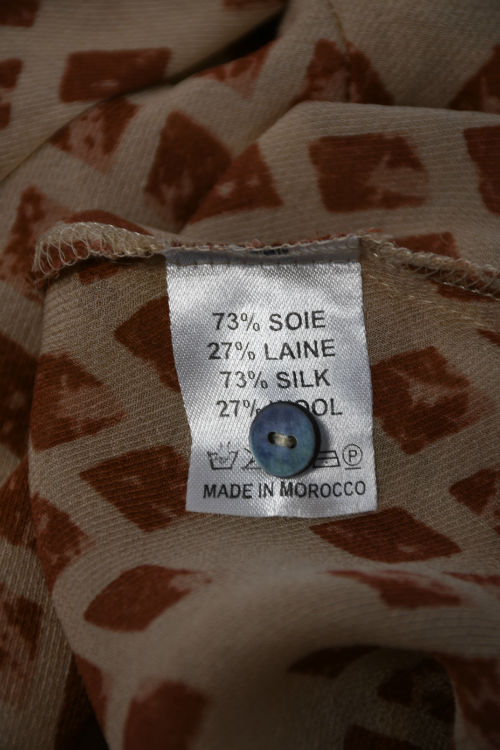 73% SOIE
27% LAINE
73% SILK
27% WOOL
P
MADE IN MOROCCO